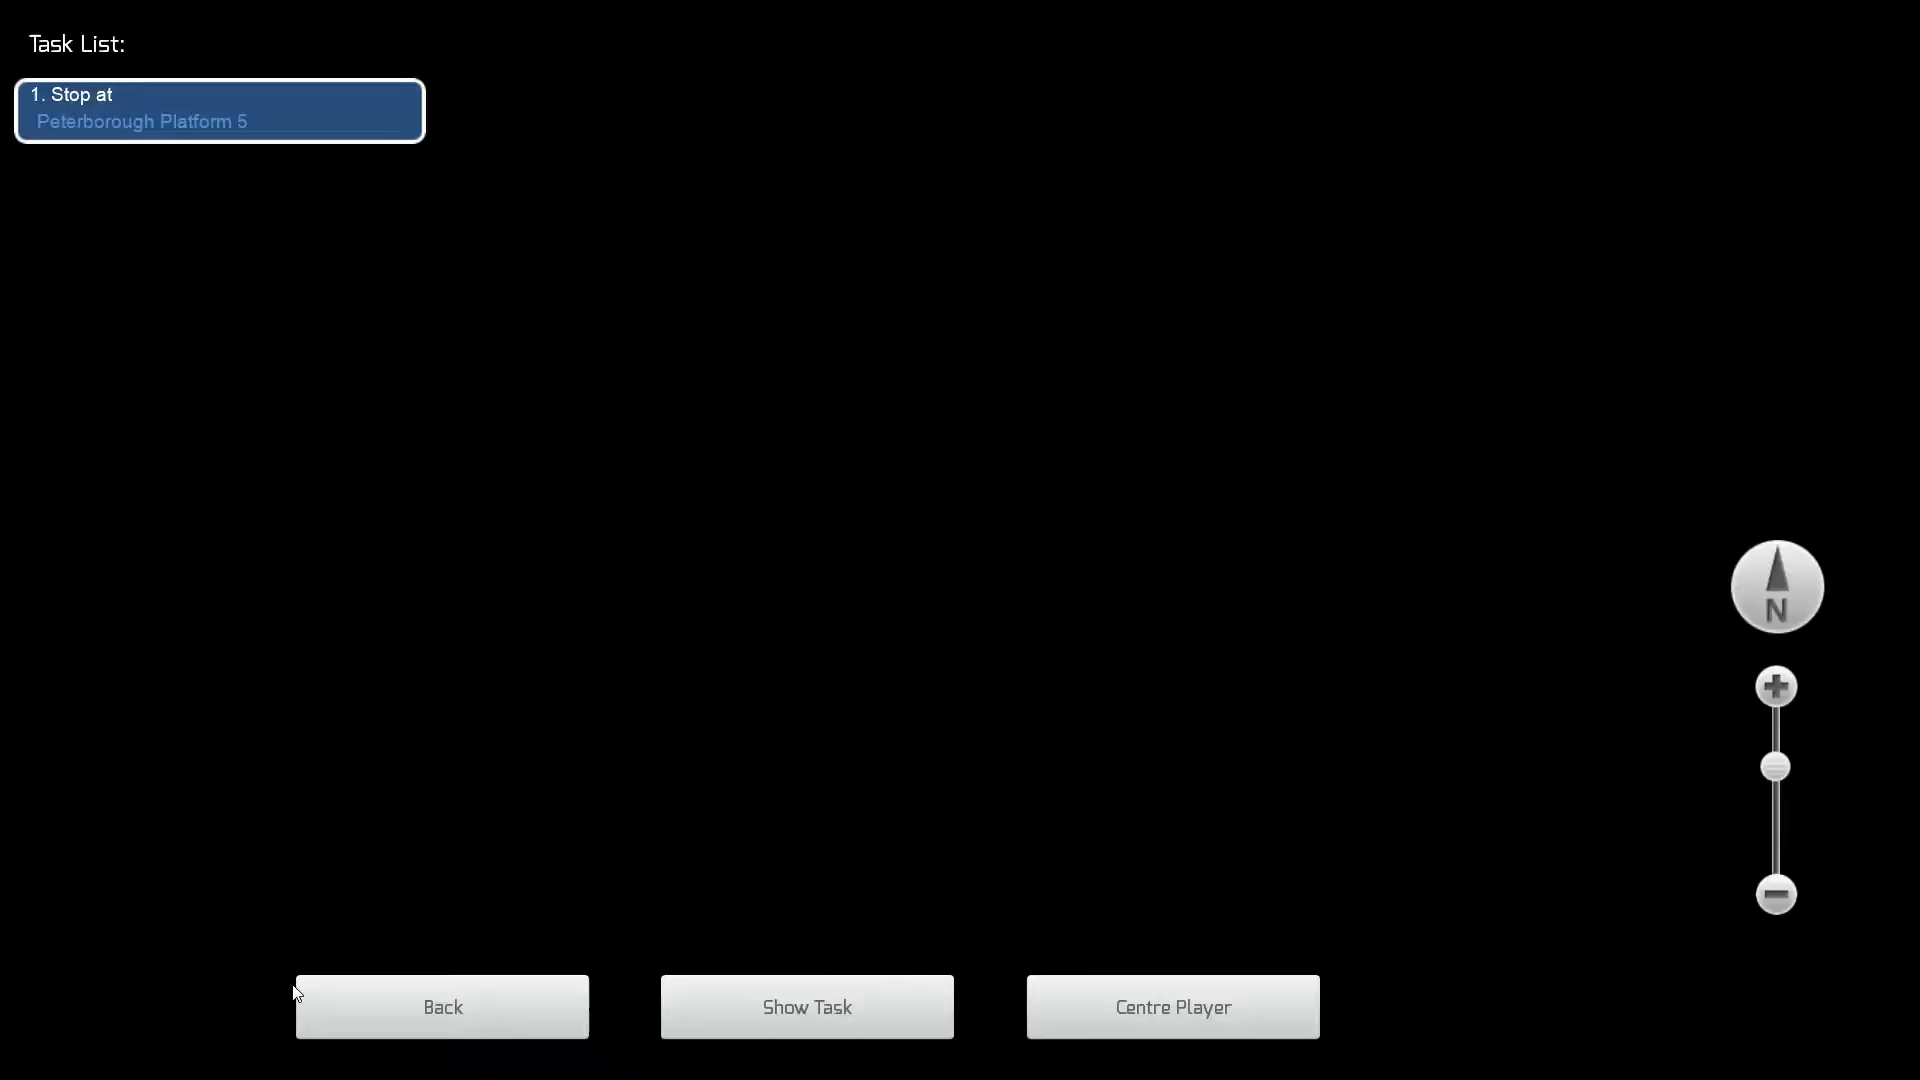 Task List:
1. Stop at
Peterborough Platform 5
N
Back
Show Task
Centre Player